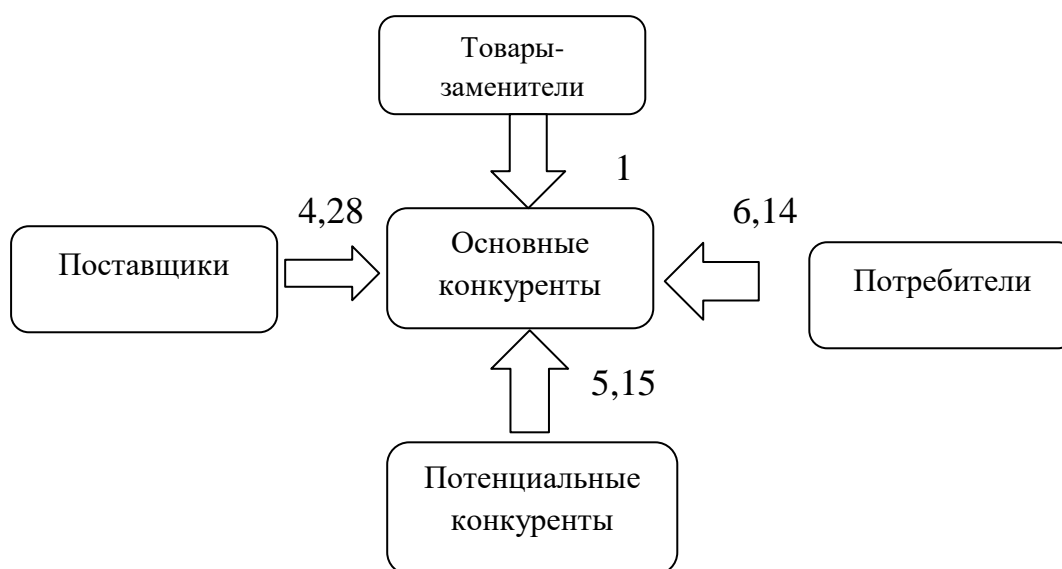 Товары-
заменители
1
4,28
6,14
Поставщики
Основные
конкуренты
Потребители
5,15
Потенциальные
конкуренты